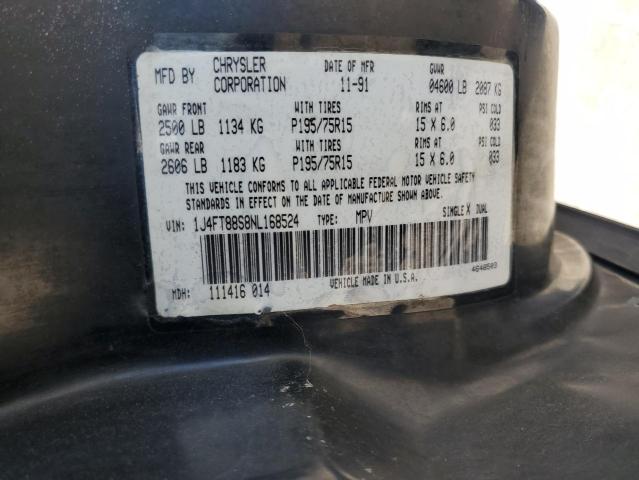 MFD BY CHRYSLER CORPORATION DATE OF MFR 11-91 GVWR 04600 LB 2087 KG
GAWR FRONT WITH TIRES RIMS AT PSI COLD
2500 LB 1134 KG P195/75R15 15 X 6.0 033
GAWR REAR WITH TIRES RIMS AT PSI COLD
2606 LB 1183 KG P195/75R15 15 X 6.0 033
THIS VEHICLE CONFORMS TO ALL APPLICABLE FEDERAL MOTOR VEHICLE SAFETY
STANDARDS IN EFFECT ON THE DATE OF MANUFACTURE SHOWN ABOVE.
VIN: 1J4FT88S8NL168524 TYPE: MPV SINGLE X DUAL
MDH: 111416 014 VEHICLE MADE IN U.S.A. 4648503